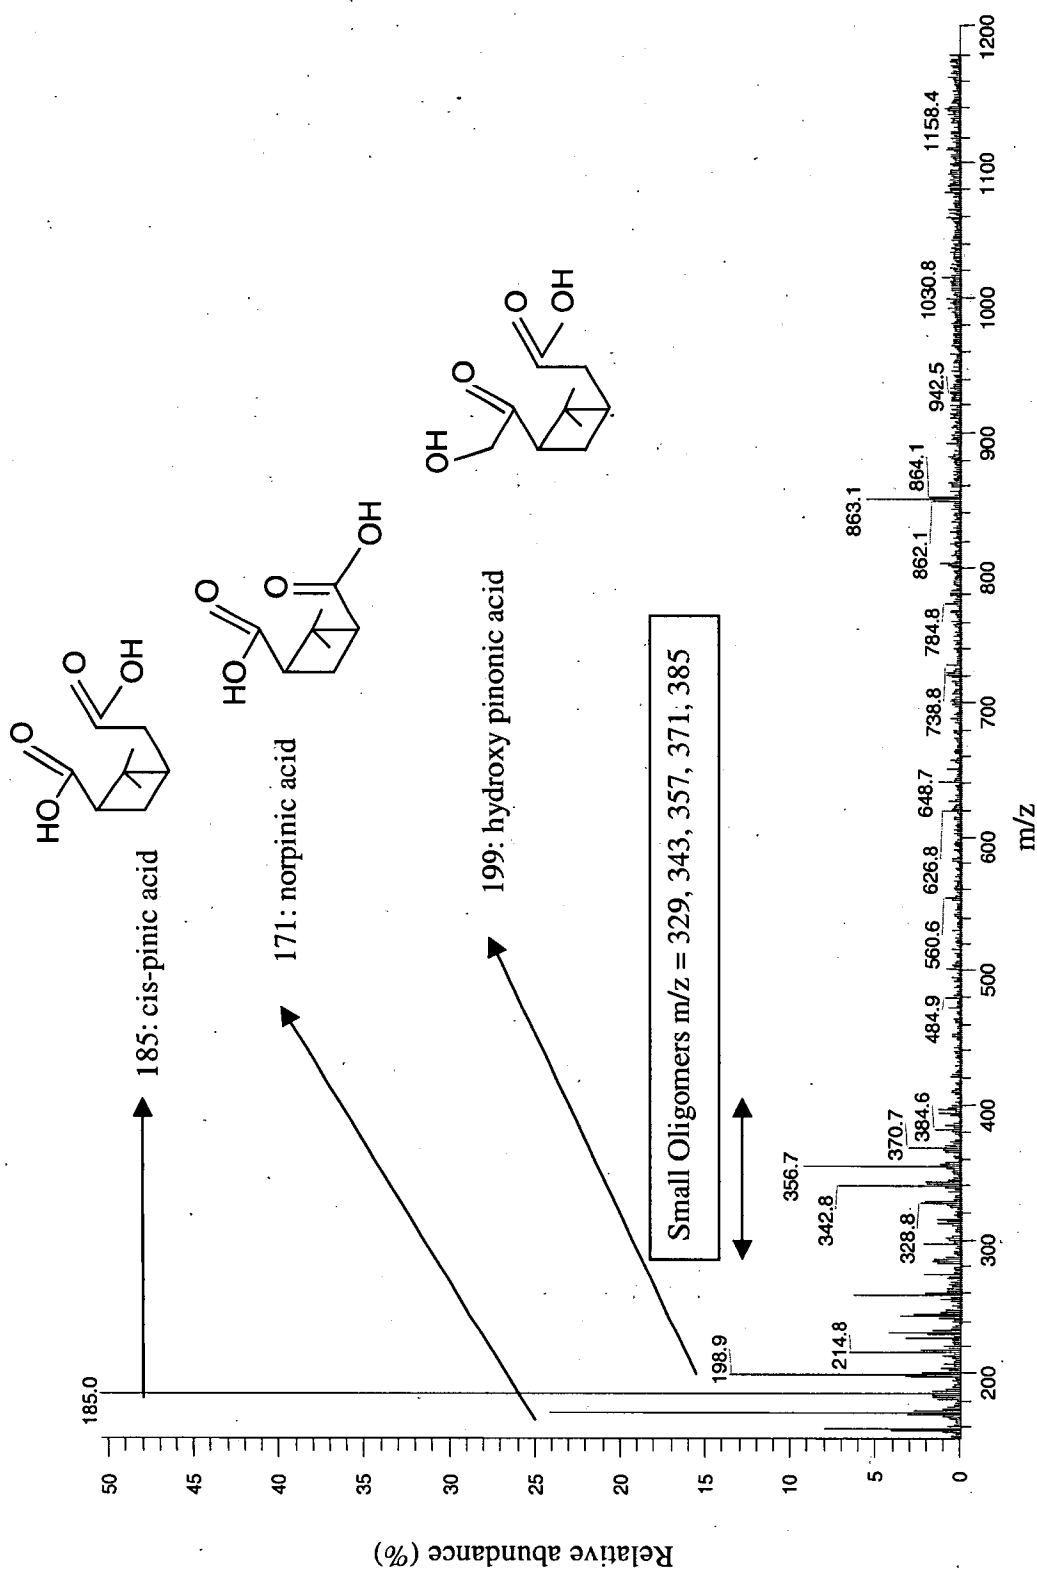 185.0
185: cis-pinic acid
HO
O
O
OH
171: norpinic acid
HO
O
O
OH
199: hydroxy pinonic acid
OH
O
O
OH
Small Oligomers m/z = 329, 343, 357, 371, 385
198.9
214.8
328.8
342.8
356.7
370.7
384.6
484.9
560.6
626.8
648.7
738.8
784.8
862.1
863.1
864.1
942.5
1030.8
1158.4
Relative abundance (%)
50
45
40
35
30
25
20
15
10
5
0
200
300
400
500
600
700
800
900
1000
1100
1200
m/z